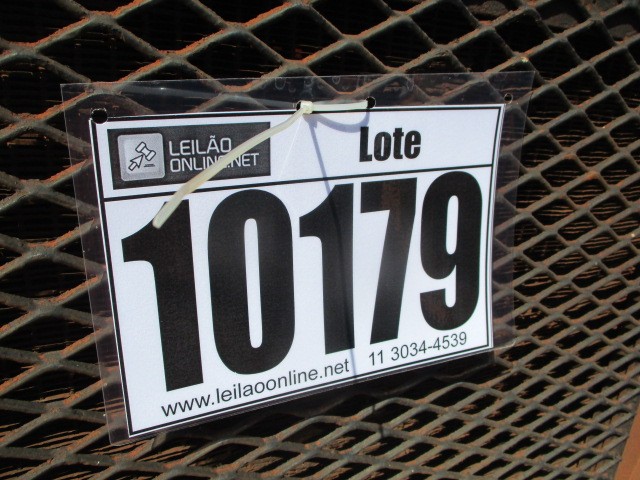 LEILÃO
ONLINE.NET
Lote
10179
www.leilaoonline.net 11 3034-4539